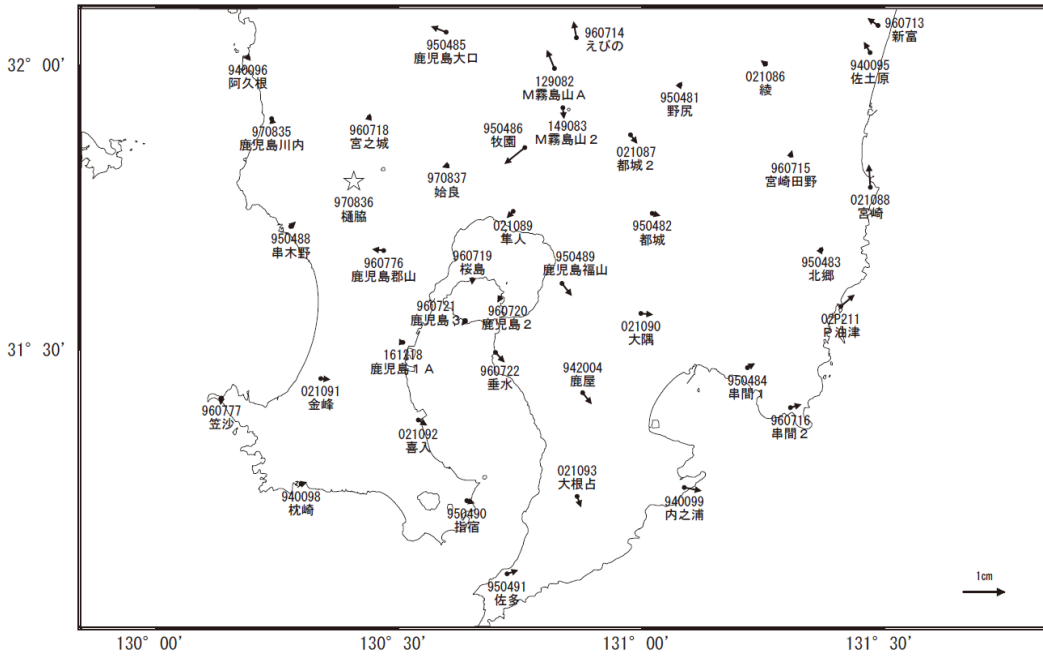 960713
新富
960714
えびの
950485
鹿児島大口
32° 00'
940096
阿久根
940095
佐土原
129082
M霧島山A
021086
綾
950481
野尻
149083
M霧島山2
970835
鹿児島川内
960718
宮之城
950486
牧園
021087
都城2
960715
宮崎田野
970837
姶良
970836
樋脇
021088
宮崎
021089
隼人
950482
都城
950488
串木野
960776
鹿児島郡山
960719
桜島
950489
鹿児島福山
950483
北郷
960721
鹿児島3
960720
鹿児島2
021090
大隅
02P211
P油津
31° 30'
161218
鹿児島1A
960722
垂水
942004
鹿屋
950484
串間1
021091
金峰
960777
笠沙
960716
串間2
021092
喜入
021093
大根占
940098
枕崎
950490
指宿
940099
内之浦
950491
佐多
1cm
130° 00'
130° 30'
131° 00'
131° 30'